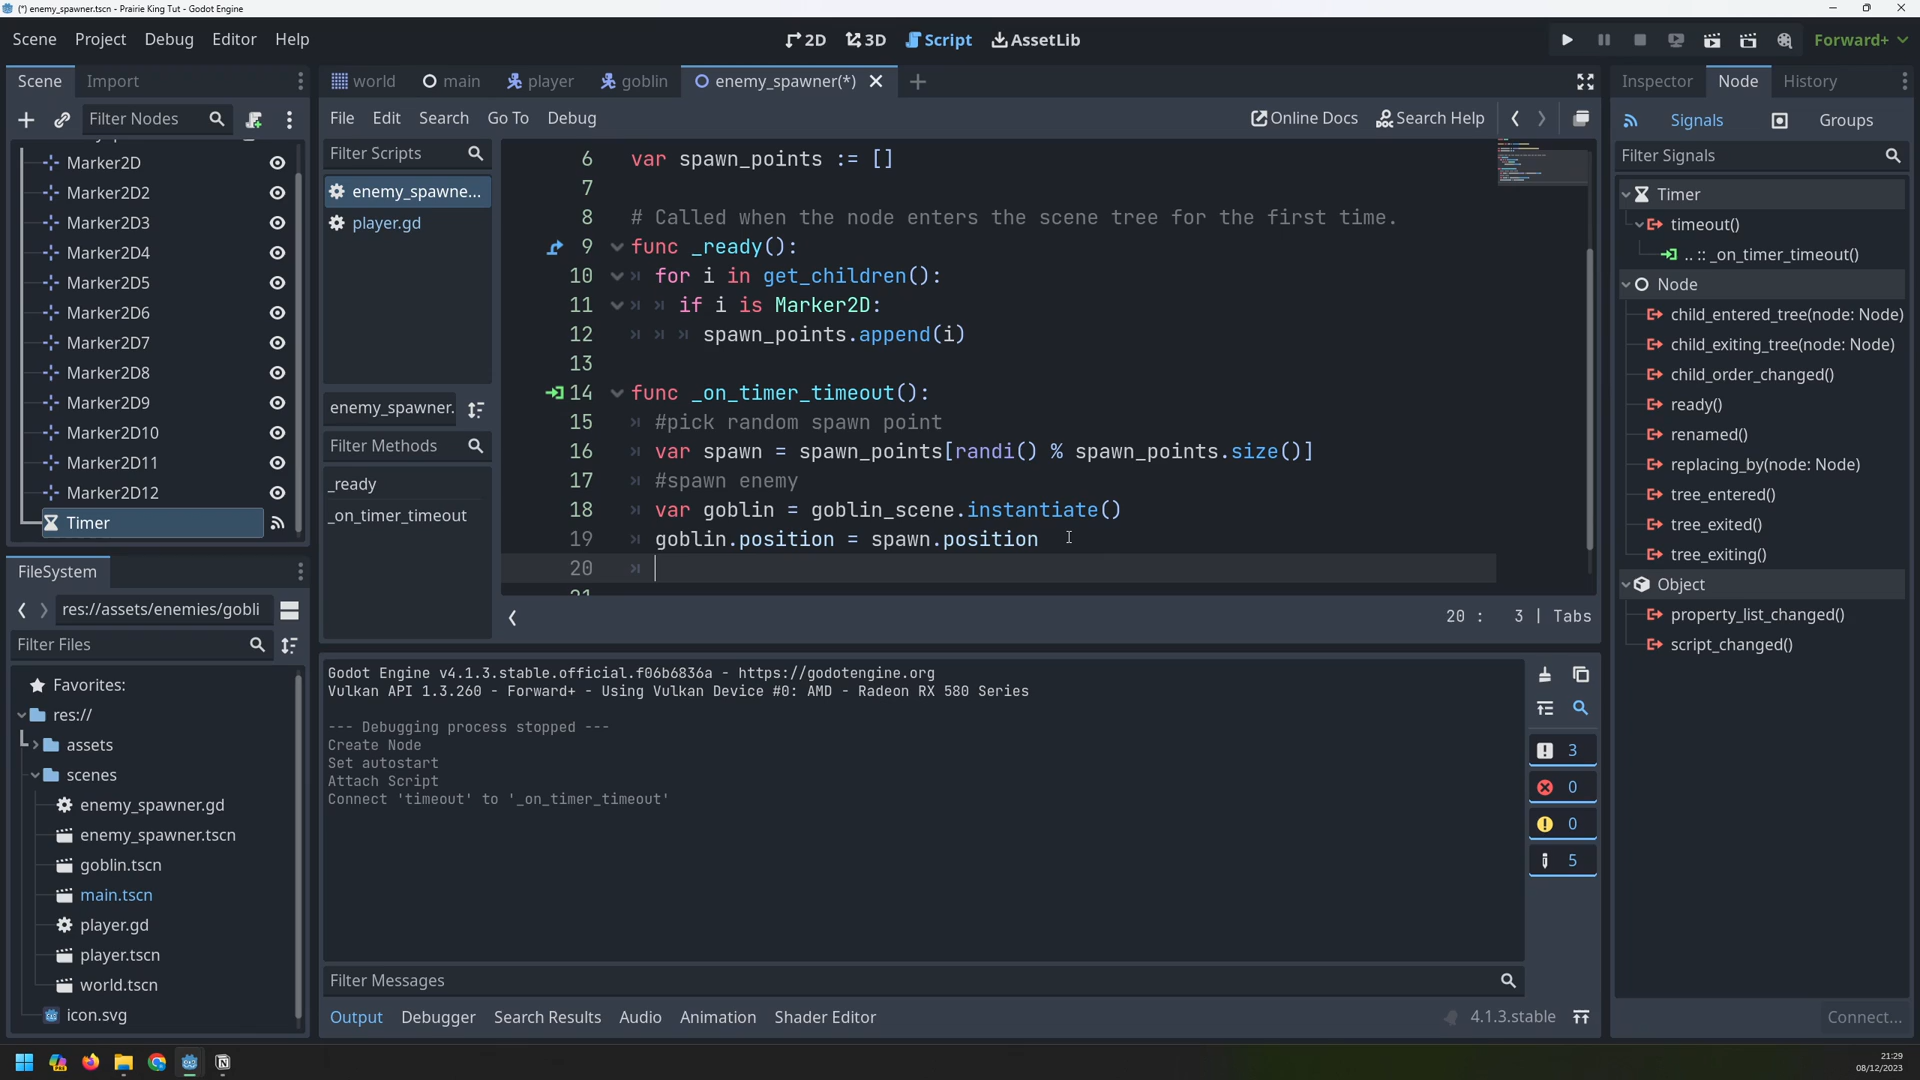 (*) enemy_spawner.tscn - Prairie King Tut - Godot Engine
Scene Project Debug Editor Help
2D 3D Script AssetLib
Forward+
Scene Import
Filter Nodes
Marker2D
Marker2D2
Marker2D3
Marker2D4
Marker2D5
Marker2D6
Marker2D7
Marker2D8
Marker2D9
Marker2D10
Marker2D11
Marker2D12
Timer
FileSystem
res://assets/enemies/gobli
Filter Files
Favorites:
res://
assets
scenes
enemy_spawner.gd
enemy_spawner.tscn
goblin.tscn
main.tscn
player.gd
player.tscn
world.tscn
icon.svg
world main player goblin enemy_spawner(*)
File Edit Search Go To Debug
Online Docs Search Help
Filter Scripts
enemy_spawne...
player.gd
enemy_spawner.
Filter Methods
_ready
_on_timer_timeout
6 var spawn_points := []
7
8 # Called when the node enters the scene tree for the first time.
9 func _ready():
10 for i in get_children():
11 if i is Marker2D:
12 spawn_points.append(i)
13
14 func _on_timer_timeout():
15 #pick random spawn point
16 var spawn = spawn_points[randi() % spawn_points.size()]
17 #spawn enemy
18 var goblin = goblin_scene.instantiate()
19 goblin.position = spawn.position
20
21
20 : 3 | Tabs
Godot Engine v4.1.3.stable.official.f06b6836a - https://godotengine.org
Vulkan API 1.3.260 - Forward+ - Using Vulkan Device #0: AMD - Radeon RX 580 Series
--- Debugging process stopped ---
Create Node
Set autostart
Attach Script
Connect 'timeout' to '_on_timer_timeout'
3
0
0
5
Filter Messages
Output Debugger Search Results Audio Animation Shader Editor
4.1.3.stable
Inspector Node History
Signals Groups
Filter Signals
Timer
timeout()
.. :: _on_timer_timeout()
Node
child_entered_tree(node: Node)
child_exiting_tree(node: Node)
child_order_changed()
ready()
renamed()
replacing_by(node: Node)
tree_entered()
tree_exited()
tree_exiting()
Object
property_list_changed()
script_changed()
Connect...
21:29
08/12/2023